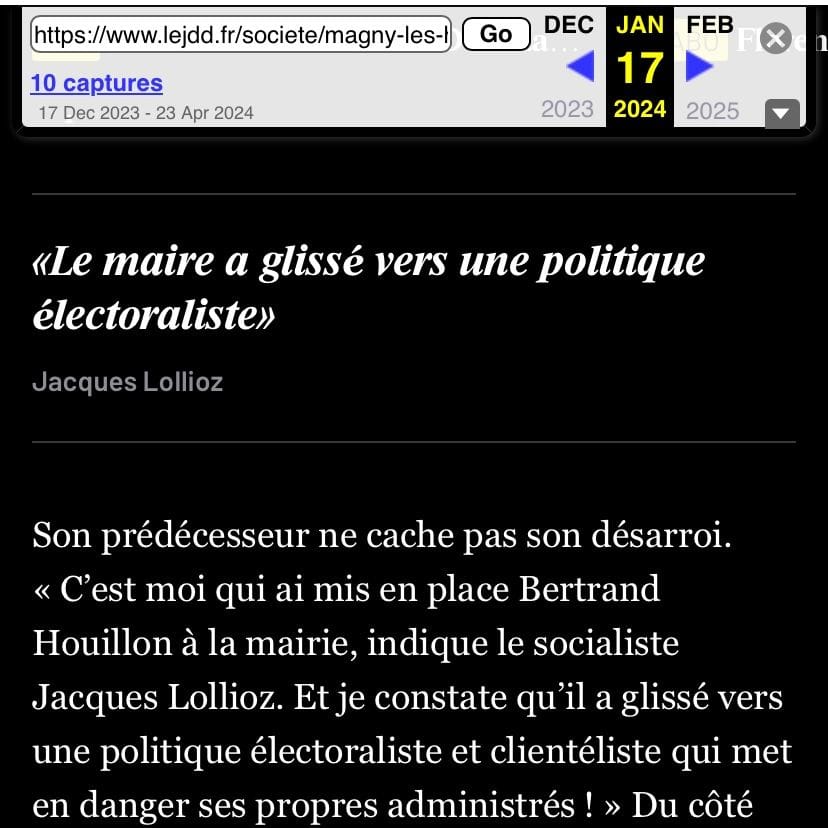 https://www.lejdd.fr/societe/magny-les-
Go
DEC JAN FEB
17
10 captures
17 Dec 2023 - 23 Apr 2024
2023 2024 2025
«Le maire a glissé vers une politique
électoraliste»
Jacques Lollioz
Son prédécesseur ne cache pas son désarroi.
« C’est moi qui ai mis en place Bertrand
Houillon à la mairie, indique le socialiste
Jacques Lollioz. Et je constate qu’il a glissé vers
une politique électoraliste et clientéliste qui met
en danger ses propres administrés ! » Du côté